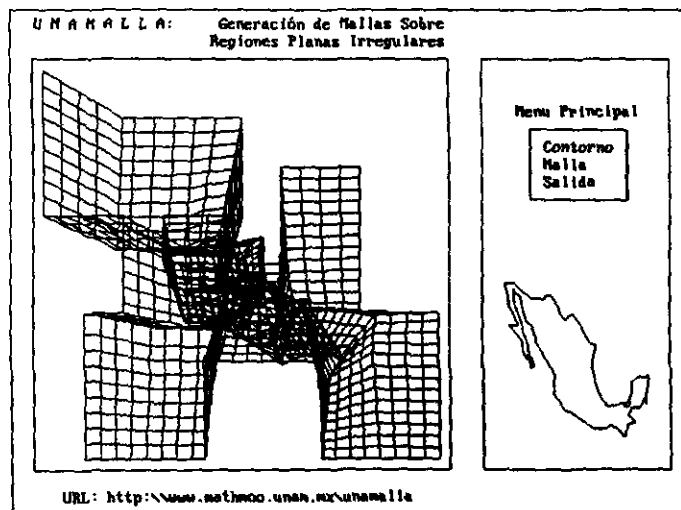 UNAMALLA: Generación de Mallas Sobre
Regiones Planas Irregulares
Menu Principal
Contorno
Malla
Salida
URL: http:\\www.mathmoo.unam.mx\unamalla